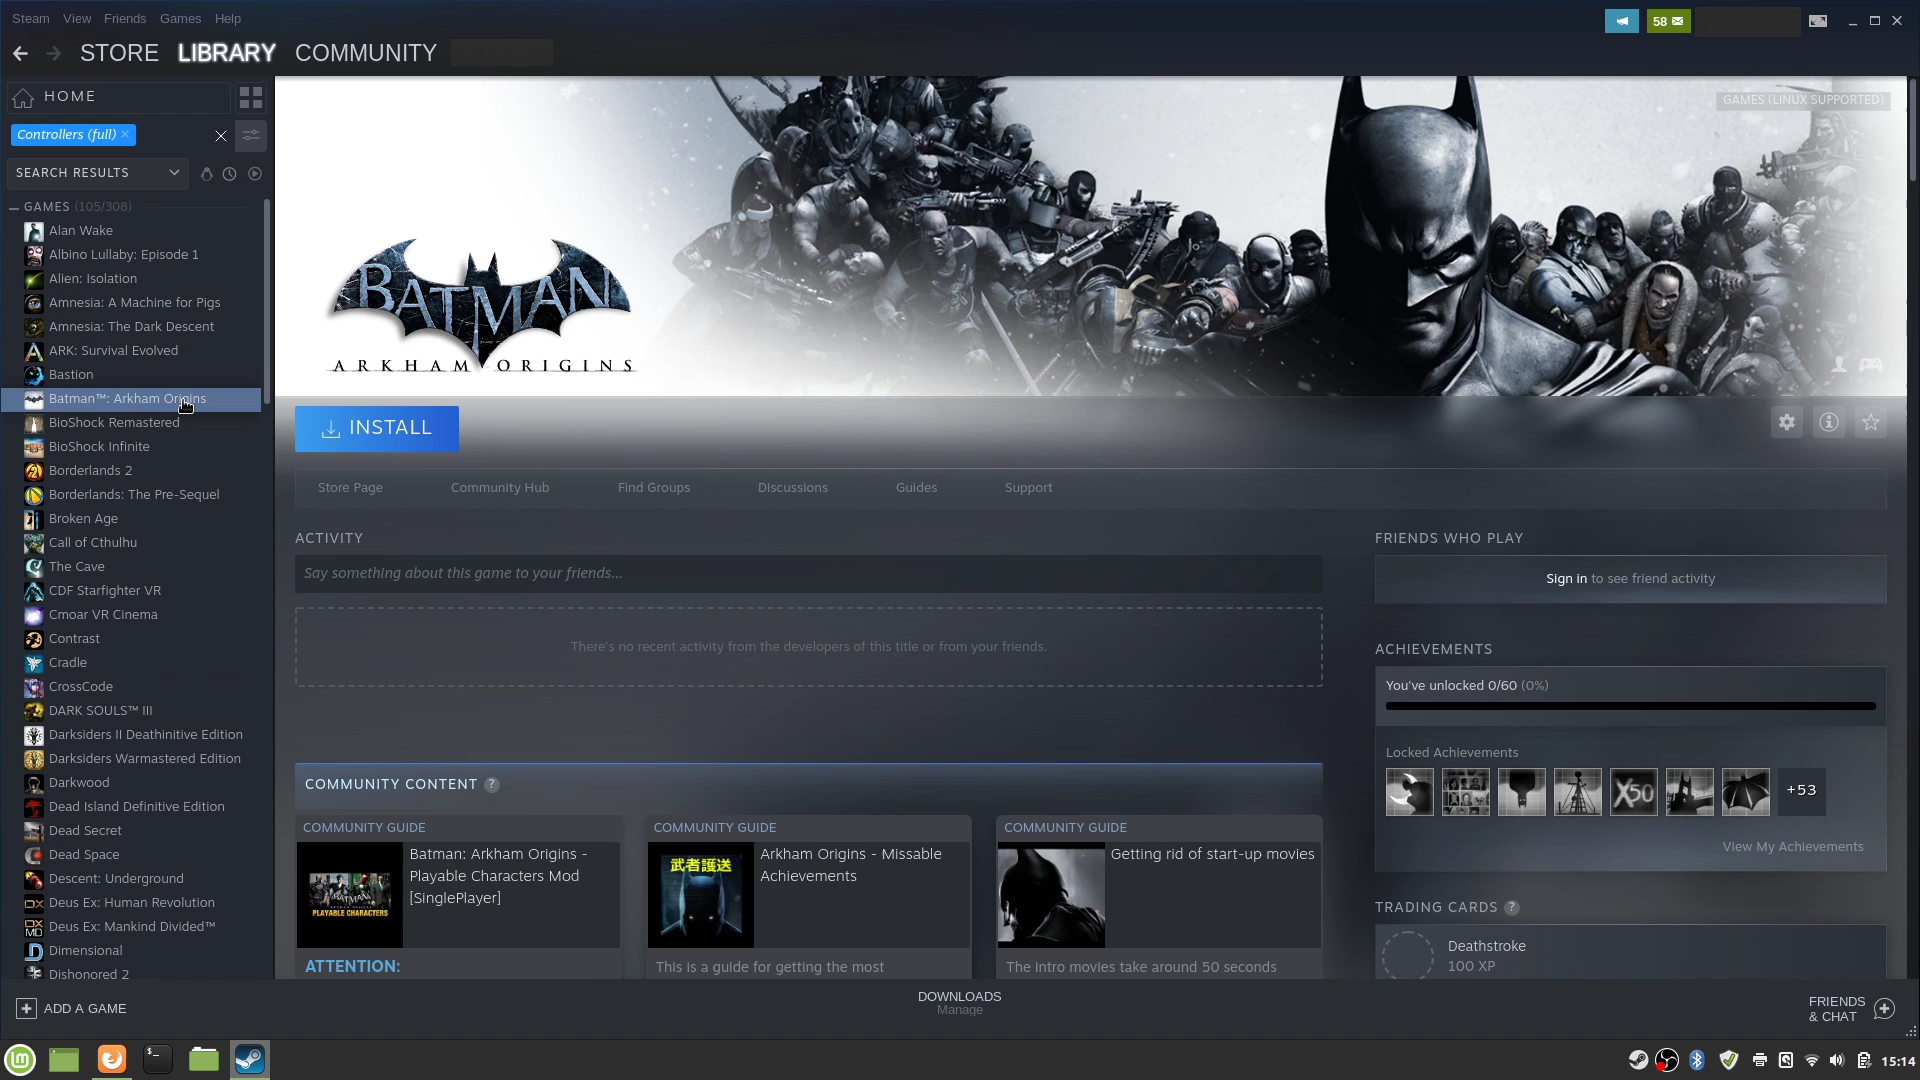 Steam View Friends Games Help
58
STORE LIBRARY COMMUNITY
HOME
Controllers (full) ×
SEARCH RESULTS
GAMES (105/308)
Alan Wake
Albino Lullaby: Episode 1
Alien: Isolation
Amnesia: A Machine for Pigs
Amnesia: The Dark Descent
ARK: Survival Evolved
Bastion
Batman™: Arkham Origins
BioShock Remastered
BioShock Infinite
Borderlands 2
Borderlands: The Pre-Sequel
Broken Age
Call of Cthulhu
The Cave
CDF Starfighter VR
Cmoar VR Cinema
Contrast
Cradle
CrossCode
DARK SOULS™ III
Darksiders II Deathinitive Edition
Darksiders Warmastered Edition
Darkwood
Dead Island Definitive Edition
Dead Secret
Dead Space
Descent: Underground
Deus Ex: Human Revolution
Deus Ex: Mankind Divided™
Dimensional
Dishonored 2
GAMES (LINUX SUPPORTED)
BATMAN
ARKHAM ORIGINS
INSTALL
Store Page Community Hub Find Groups Discussions Guides Support
ACTIVITY
Say something about this game to your friends...
There's no recent activity from the developers of this title or from your friends.
FRIENDS WHO PLAY
Sign in to see friend activity
ACHIEVEMENTS
You've unlocked 0/60 (0%)
Locked Achievements
X50
+53
View My Achievements
TRADING CARDS ?
Deathstroke
100 XP
COMMUNITY CONTENT ?
COMMUNITY GUIDE
Batman: Arkham Origins -
Playable Characters Mod
[SinglePlayer]
PLAYABLE CHARACTERS
ATTENTION:
COMMUNITY GUIDE
武者護送
Arkham Origins - Missable
Achievements
This is a guide for getting the most
COMMUNITY GUIDE
Getting rid of start-up movies
The intro movies take around 50 seconds
ADD A GAME
DOWNLOADS
Manage
FRIENDS
& CHAT
15:14